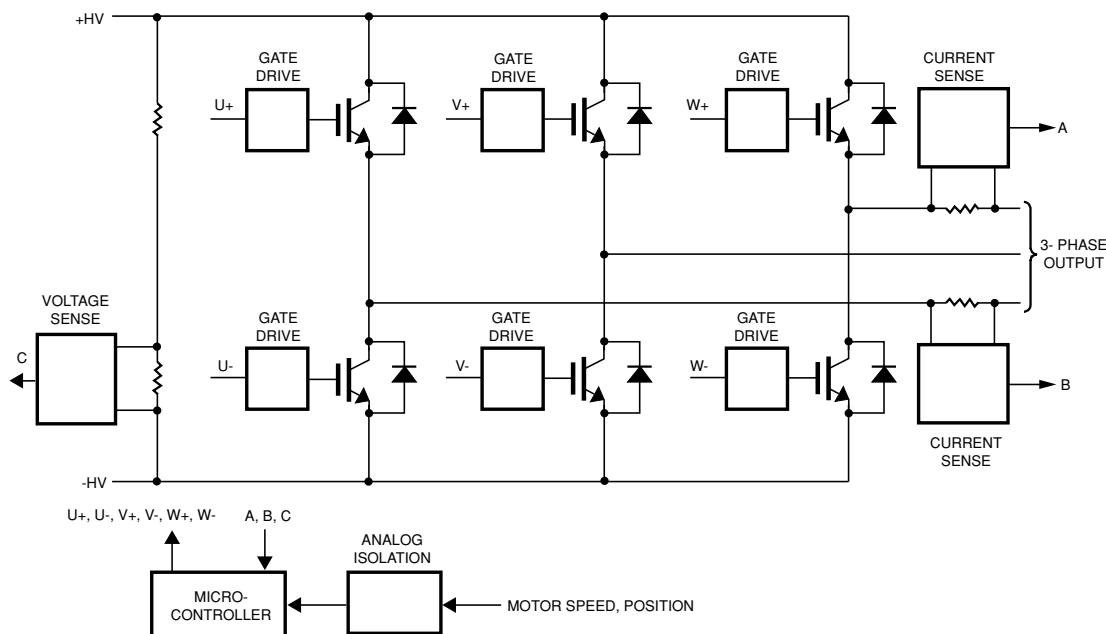 +HV
GATE
DRIVE
GATE
DRIVE
GATE
DRIVE
CURRENT
SENSE
U+
V+
W+
A
3- PHASE
OUTPUT
VOLTAGE
SENSE
C
GATE
DRIVE
GATE
DRIVE
GATE
DRIVE
U-
V-
W-
B
CURRENT
SENSE
-HV
U+, U-, V+, V-, W+, W-
A, B, C
ANALOG
ISOLATION
MICRO-
CONTROLLER
MOTOR SPEED, POSITION